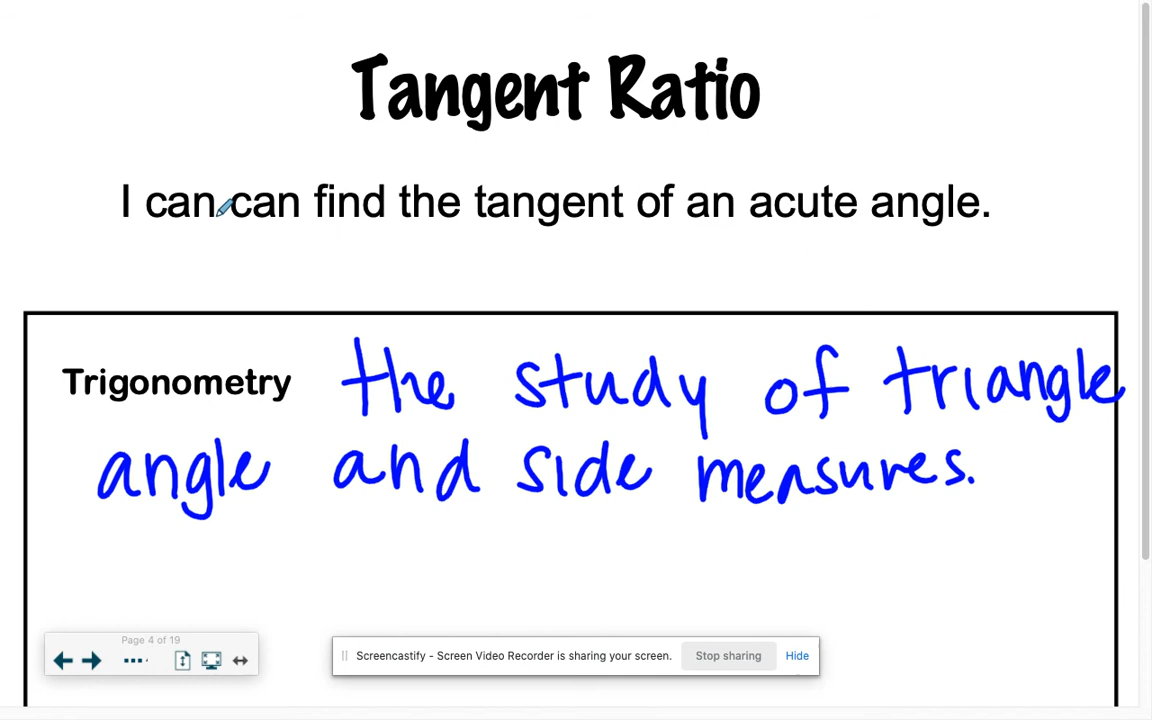 Tangent Ratio
I can can find the tangent of an acute angle.
Trigonometry the study of triangle
angle and side measures.
Page 4 of 19
Screencastify - Screen Video Recorder is sharing your screen. Stop sharing Hide